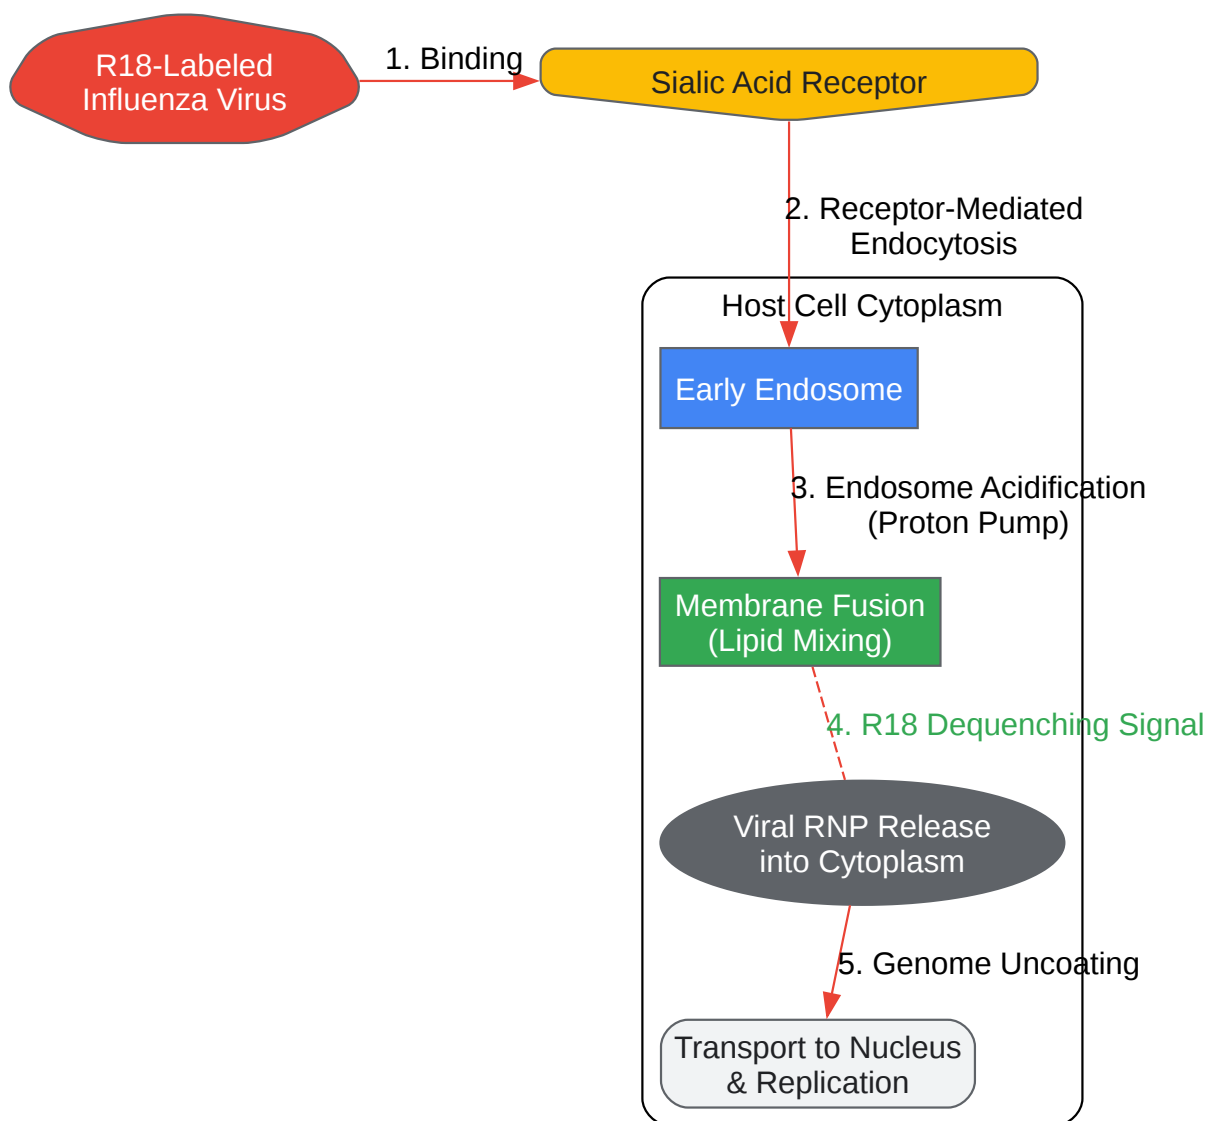 R18-Labeled
Influenza Virus
1. Binding
Sialic Acid Receptor
2. Receptor-Mediated
Endocytosis
Host Cell Cytoplasm
Early Endosome
3. Endosome Acidification
(Proton Pump)
Membrane Fusion
(Lipid Mixing)
4. R18 Dequenching Signal
Viral RNP Release
into Cytoplasm
5. Genome Uncoating
Transport to Nucleus
& Replication